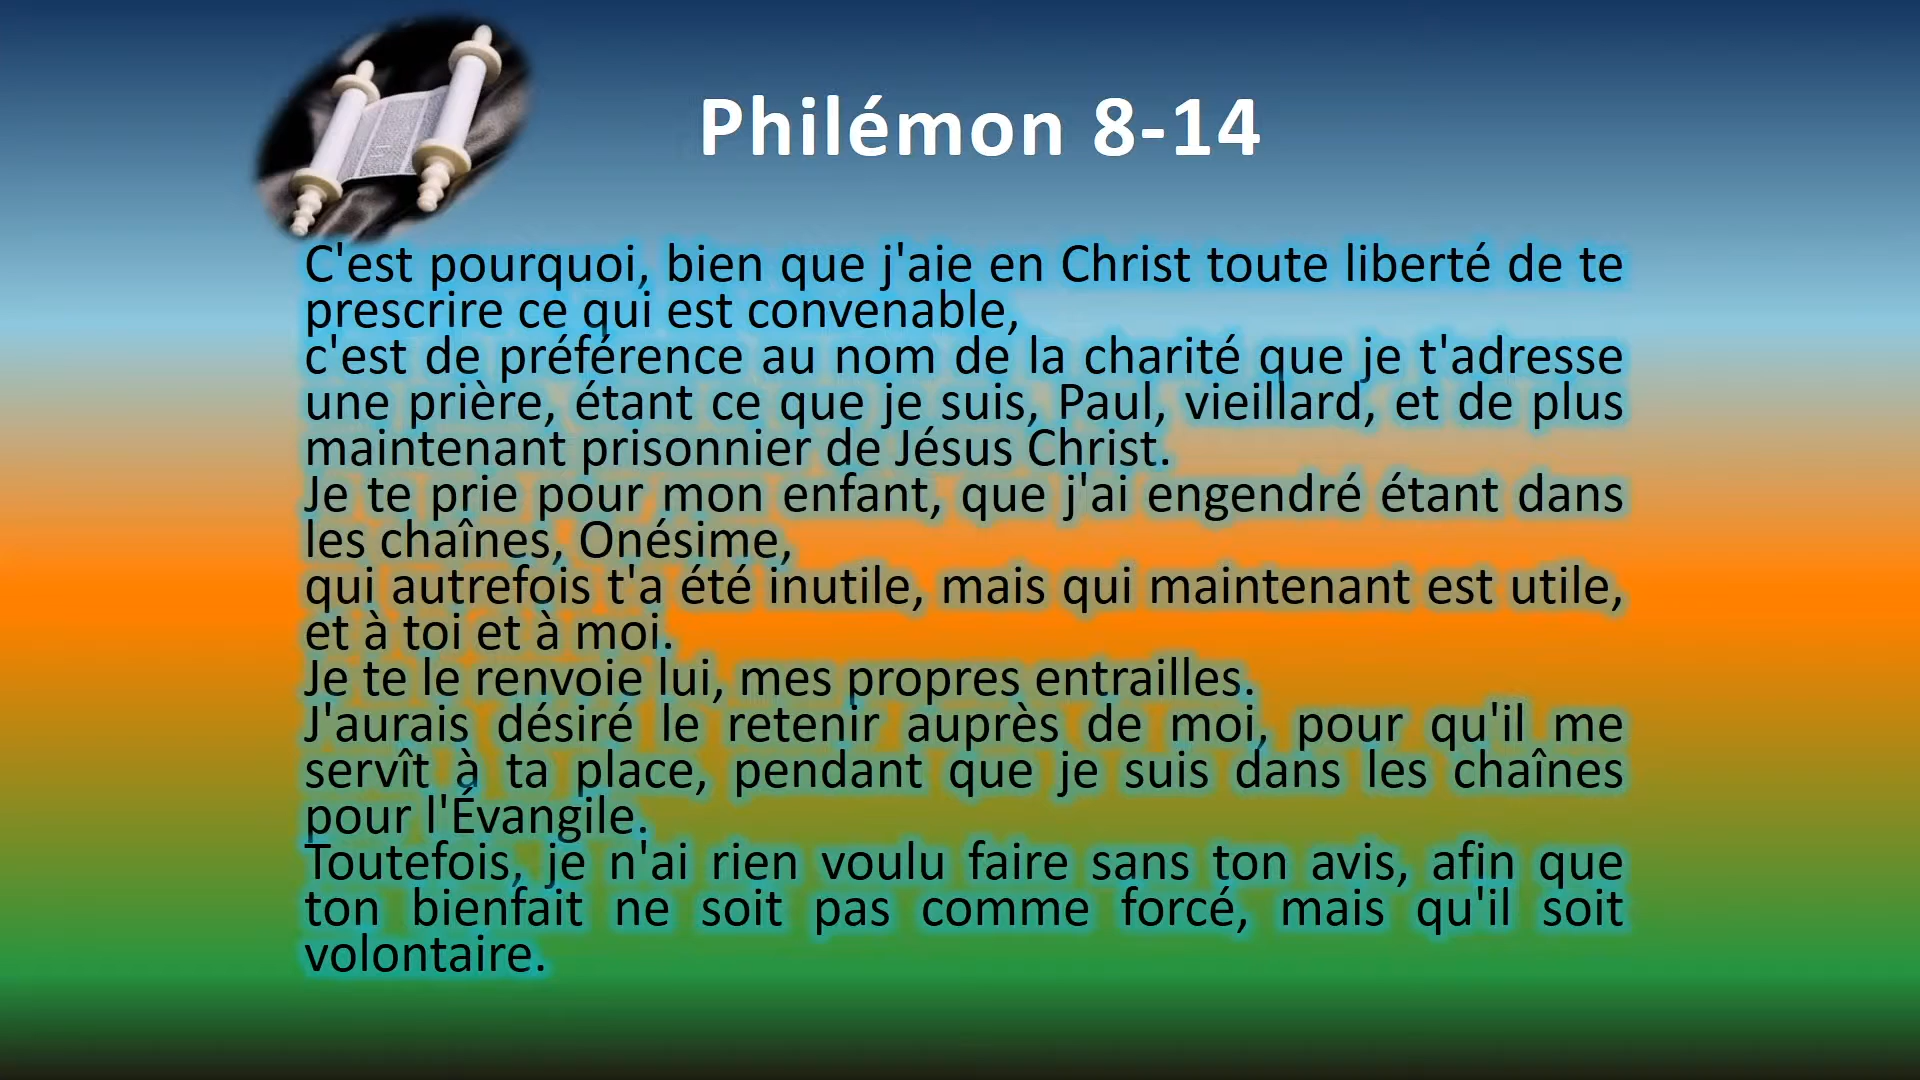 Philémon 8-14
C'est pourquoi, bien que j'aie en Christ toute liberté de te
prescrire ce qui est convenable,
c'est de préférence au nom de la charité que je t'adresse
une prière, étant ce que je suis, Paul, vieillard, et de plus
maintenant prisonnier de Jésus Christ.
Je te prie pour mon enfant, que j'ai engendré étant dans
les chaînes, Onésime,
qui autrefois t'a été inutile, mais qui maintenant est utile,
et à toi et à moi.
Je te le renvoie lui, mes propres entrailles.
J'aurais désiré le retenir auprès de moi, pour qu'il me
servît à ta place, pendant que je suis dans les chaînes
pour l'Évangile.
Toutefois, je n'ai rien voulu faire sans ton avis, afin que
ton bienfait ne soit pas comme forcé, mais qu'il soit
volontaire.